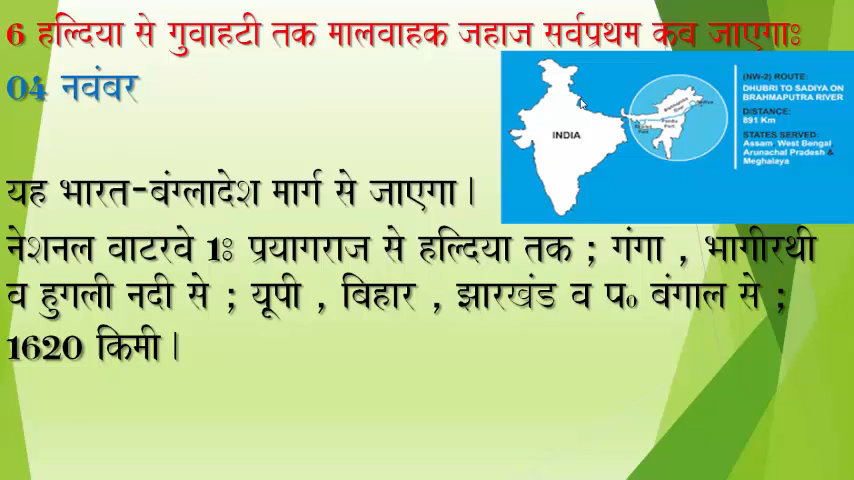 6 हल्दिया से गुवाहटी तक मालवाहक जहाज सर्वप्रथम कब जाएगाः
04 नवंबर
(NW-2) ROUTE:
DHUBRI TO SADIYA ON
BRAHMAPUTRA RIVER
DISTANCE:
891 Km
STATES SERVED:
Assam West Bengal,
Arunachal Pradesh &
Meghalaya
INDIA
यह भारत-बंग्लादेश मार्ग से जाएगा।
नेशनल वाटरवे 1ः प्रयागराज से हल्दिया तक ; गंगा , भागीरथी
व हुगली नदी से ; यूपी , बिहार , झारखंड व प0 बंगाल से ;
1620 किमी।